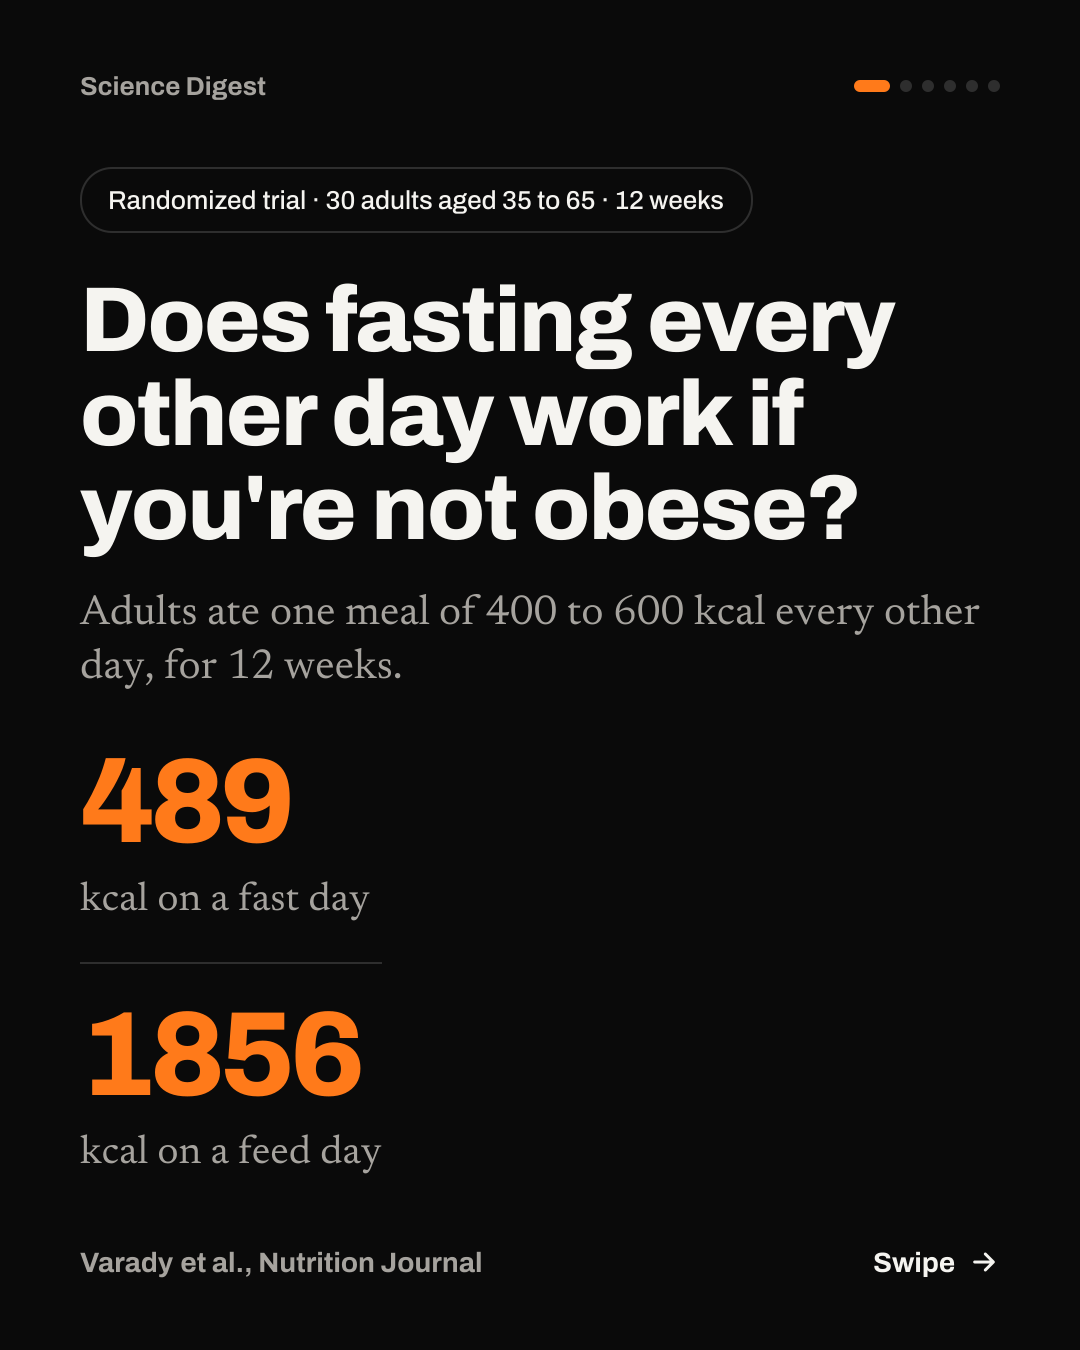 Science Digest
Randomized trial · 30 adults aged 35 to 65 · 12 weeks
Does fasting every
other day work if
you're not obese?
Adults ate one meal of 400 to 600 kcal every other
day, for 12 weeks.
489
kcal on a fast day
1856
kcal on a feed day
Varady et al., Nutrition Journal
Swipe →